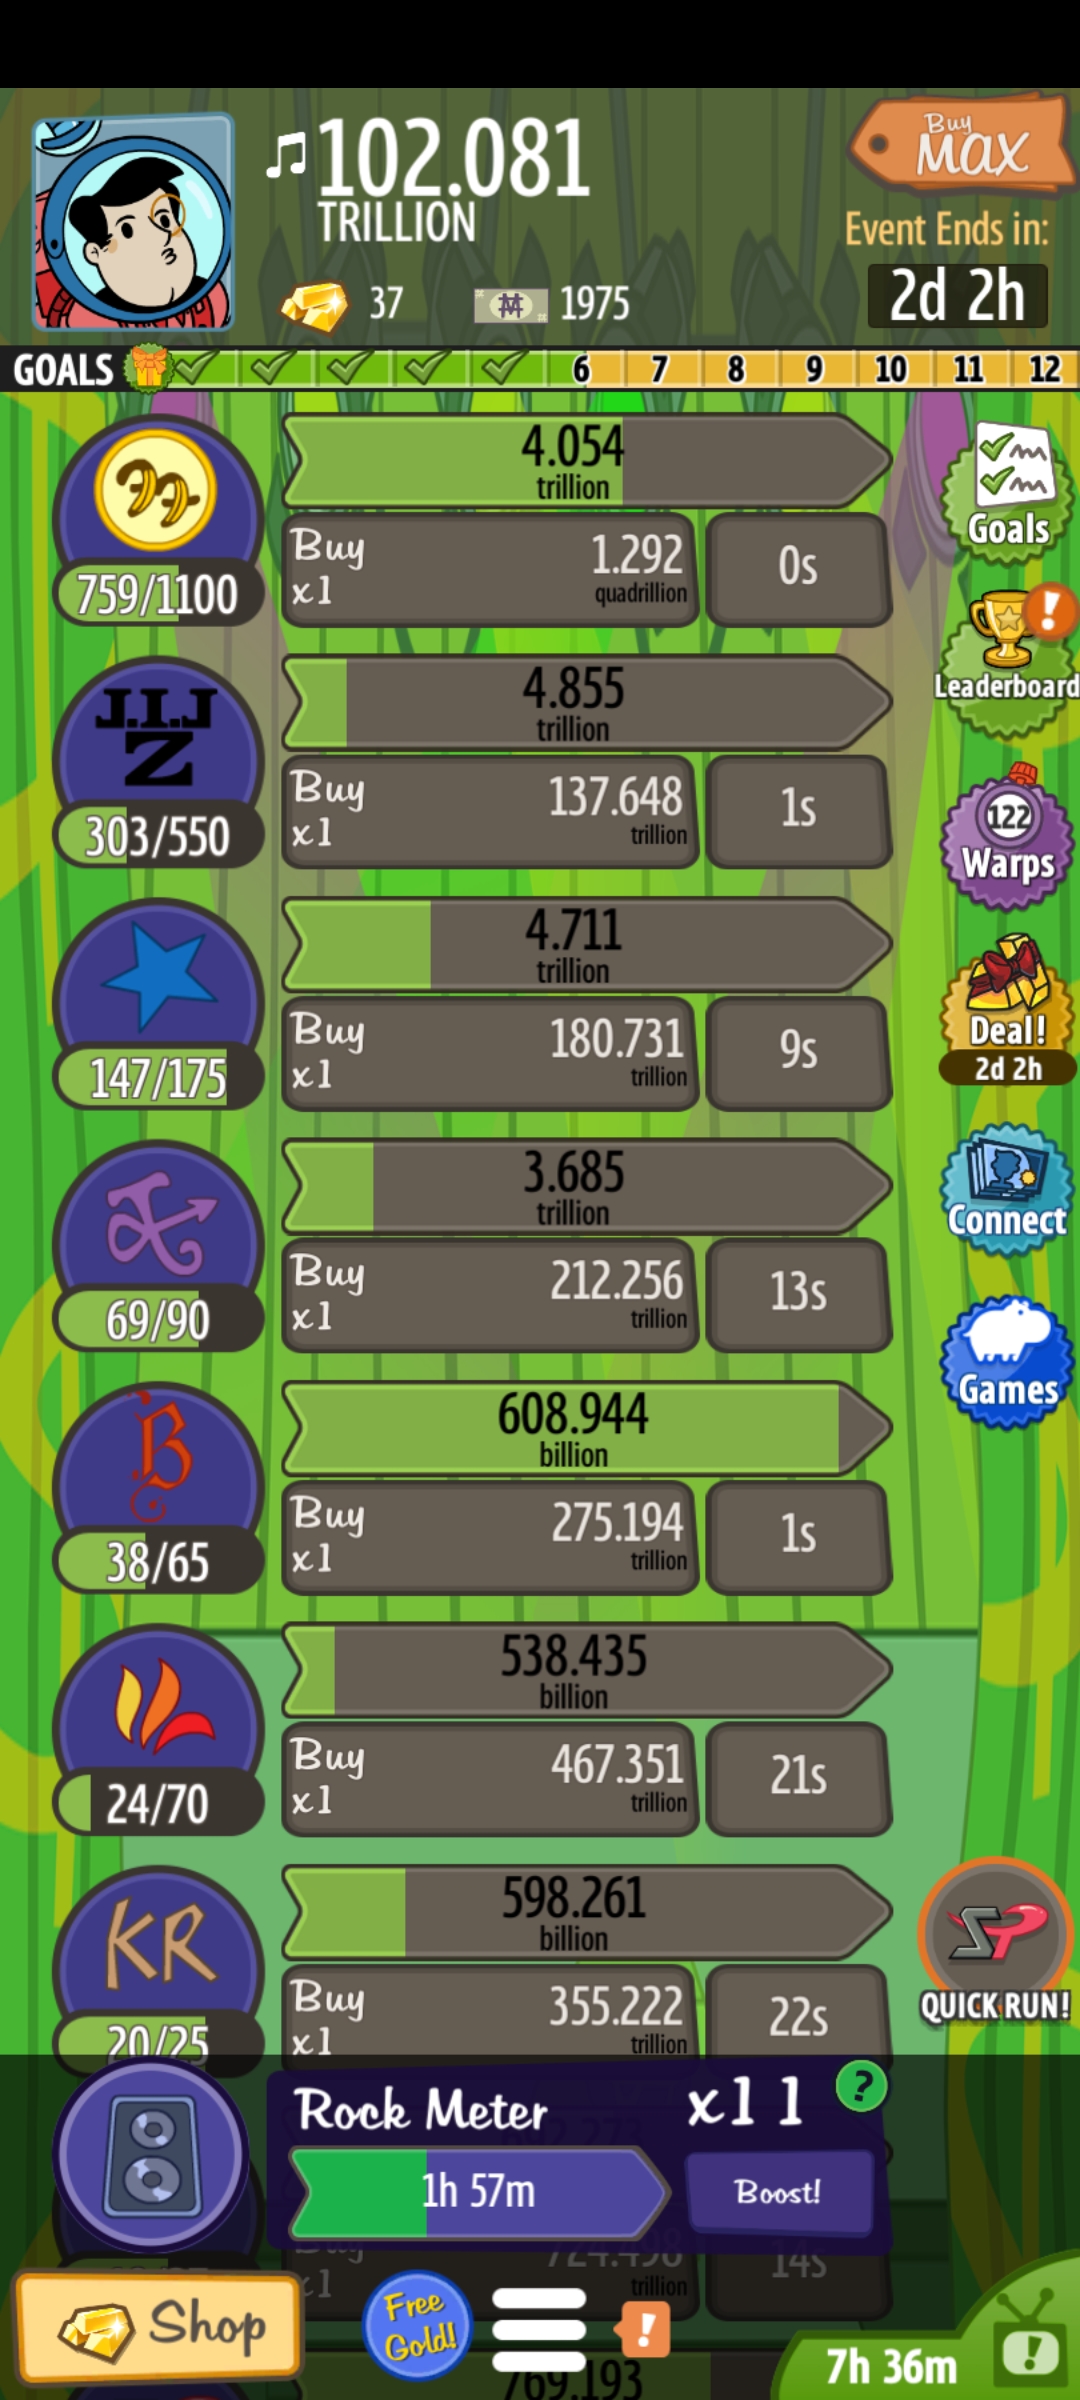 102.081
TRILLION
Buy
MAX
Event Ends in:
2d 2h
37
1975
GOALS
6 7 8 9 10 11 12
4.054
trillion
759/1100
Buy
x1
1.292
quadrillion
0s
Goals
J.I.J
Z
4.855
trillion
303/550
Buy
x1
137.648
trillion
1s
Leaderboard
4.711
trillion
147/175
Buy
x1
180.731
trillion
9s
122
Warps
Deal!
2d 2h
3.685
trillion
69/90
Buy
x1
212.256
trillion
13s
Connect
Games
B
608.944
billion
38/65
Buy
x1
275.194
trillion
1s
538.435
billion
24/70
Buy
x1
467.351
trillion
21s
KR
598.261
billion
20/25
Buy
x1
355.222
trillion
22s
SP
QUICK RUN!
Rock Meter
x11
?
1h 57m
Boost!
Buy
x1
724.498
trillion
14s
Shop
Free
Gold!
!
769.193
7h 36m
!